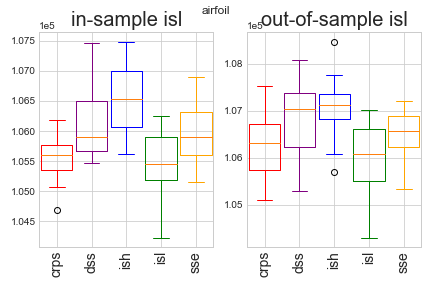 airfoil
in-sample isl
out-of-sample isl
1e5
1.075
1.070
1.065
1.060
1.055
1.050
1.045
crps
dss
ish
isl
sse
1e5
1.08
1.07
1.06
1.05
crps
dss
ish
isl
sse